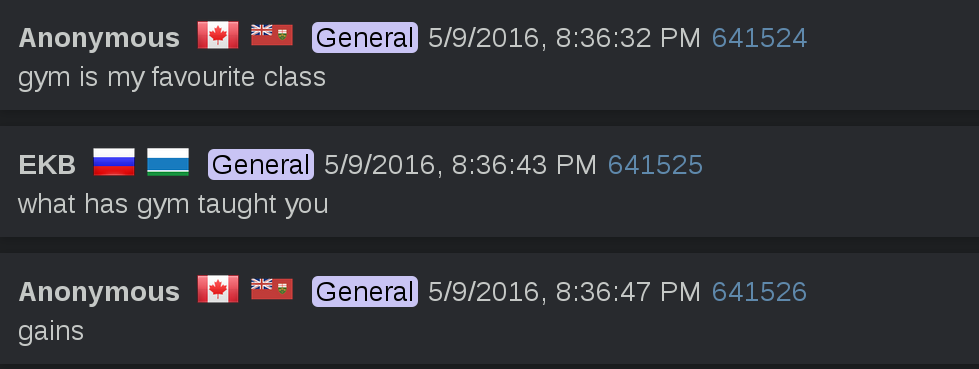 Anonymous General 5/9/2016, 8:36:32 PM 641524
gym is my favourite class
EKB General 5/9/2016, 8:36:43 PM 641525
what has gym taught you
Anonymous General 5/9/2016, 8:36:47 PM 641526
gains